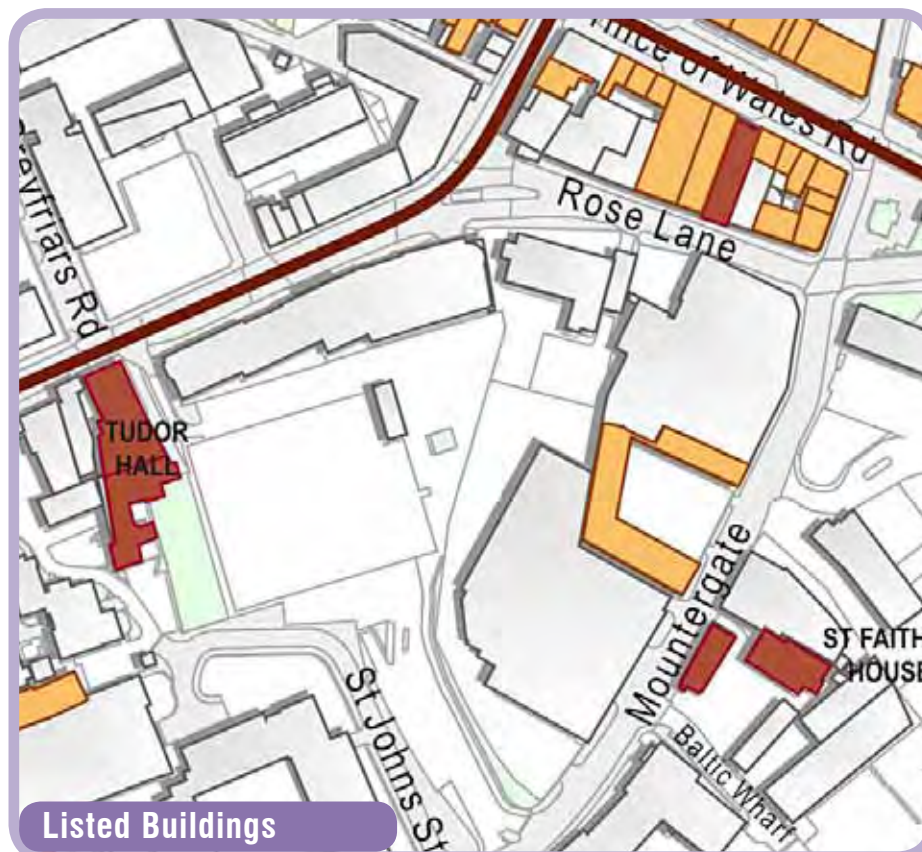 Prince of Wales Rd
Greyfriars Rd
Rose Lane
TUDOR
HALL
Mountergate
ST FAITH
HOUSE
St Johns St
Baltic Wharf
Listed Buildings